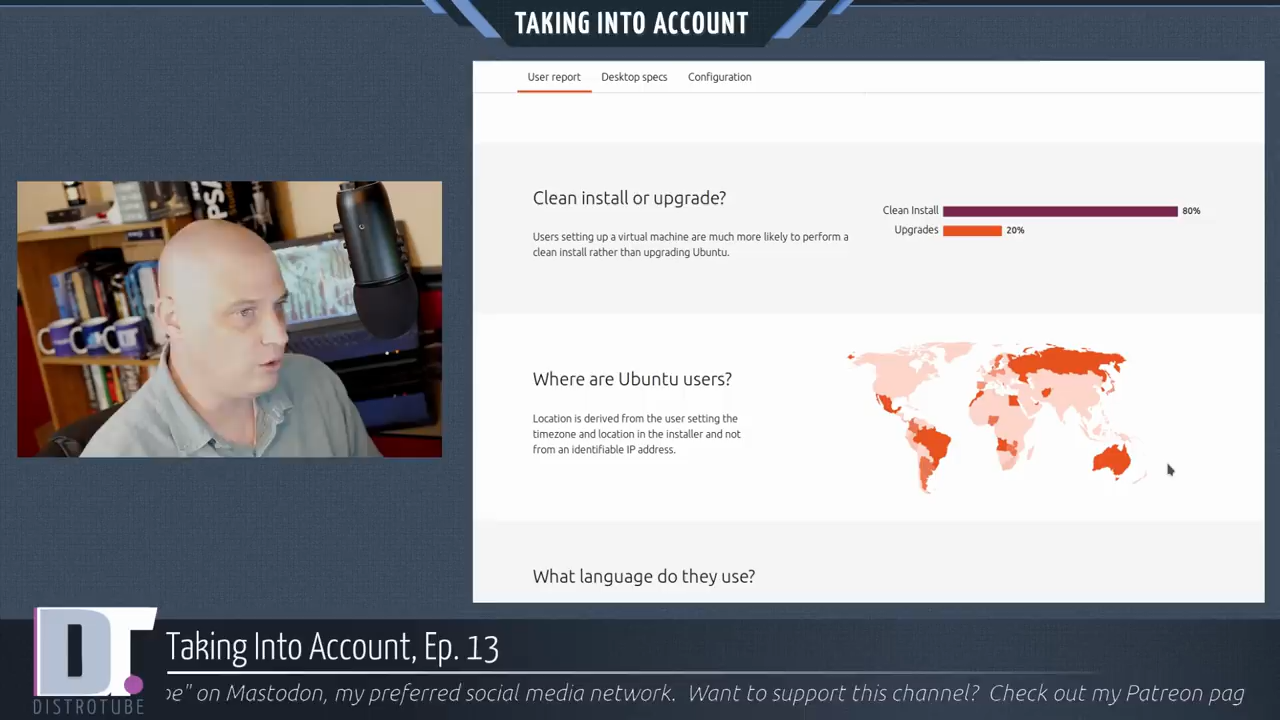 TAKING INTO ACCOUNT
User report
Desktop specs
Configuration
Clean install or upgrade?
Users setting up a virtual machine are much more likely to perform a
clean install rather than upgrading Ubuntu.
Clean Install 80%
Upgrades 20%
Where are Ubuntu users?
Location is derived from the user setting the
timezone and location in the installer and not
from an identifiable IP address.
What language do they use?
DT
DISTROTUBE
Taking Into Account, Ep. 13
be" on Mastodon, my preferred social media network. Want to support this channel? Check out my Patreon pag